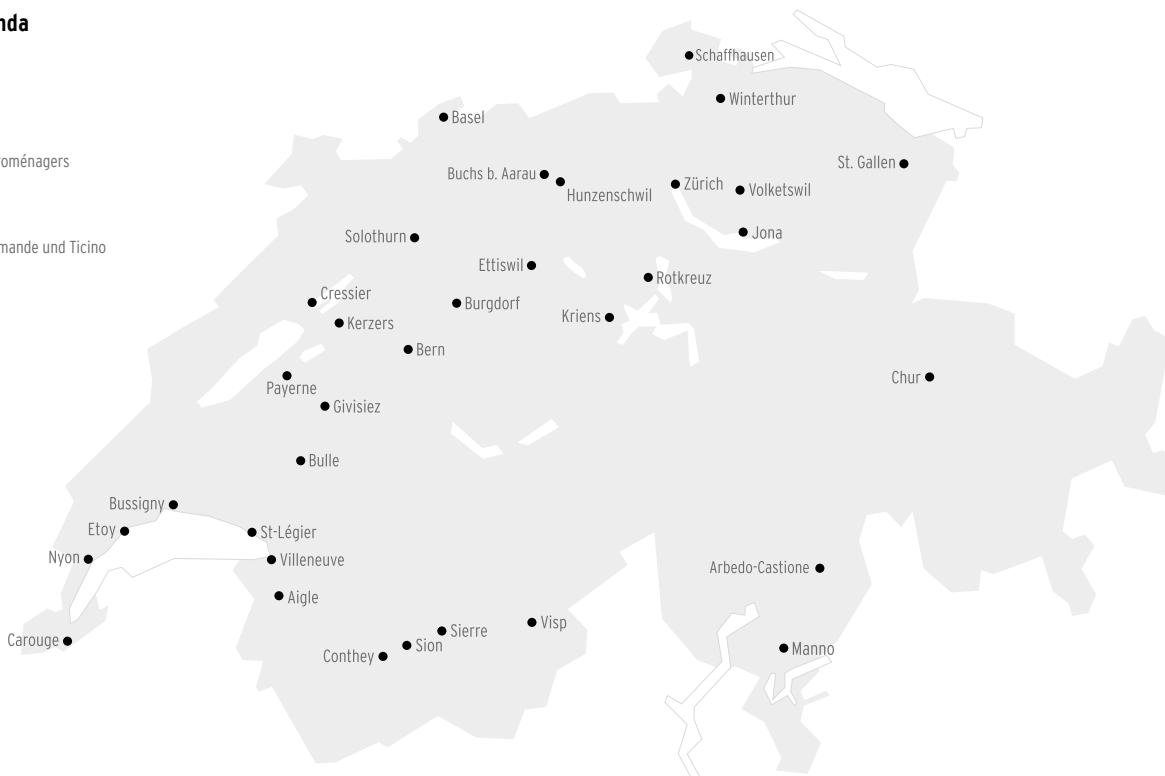 nda
Schaffhausen
Winterthur
Basel
oménagers
St. Gallen
Buchs b. Aarau
Hunzenschwil
Zürich
Volketswil
Jona
Solothurn
mande und Ticino
Ettiswil
Rotkreuz
Cressier
Burgdorf
Kriens
Kerzers
Bern
Chur
Payerne
Givisiez
Bulle
Bussigny
Etoy
St-Légier
Nyon
Villeneuve
Arbedo-Castione
Aigle
Visp
Sierre
Carouge
Sion
Manno
Conthey